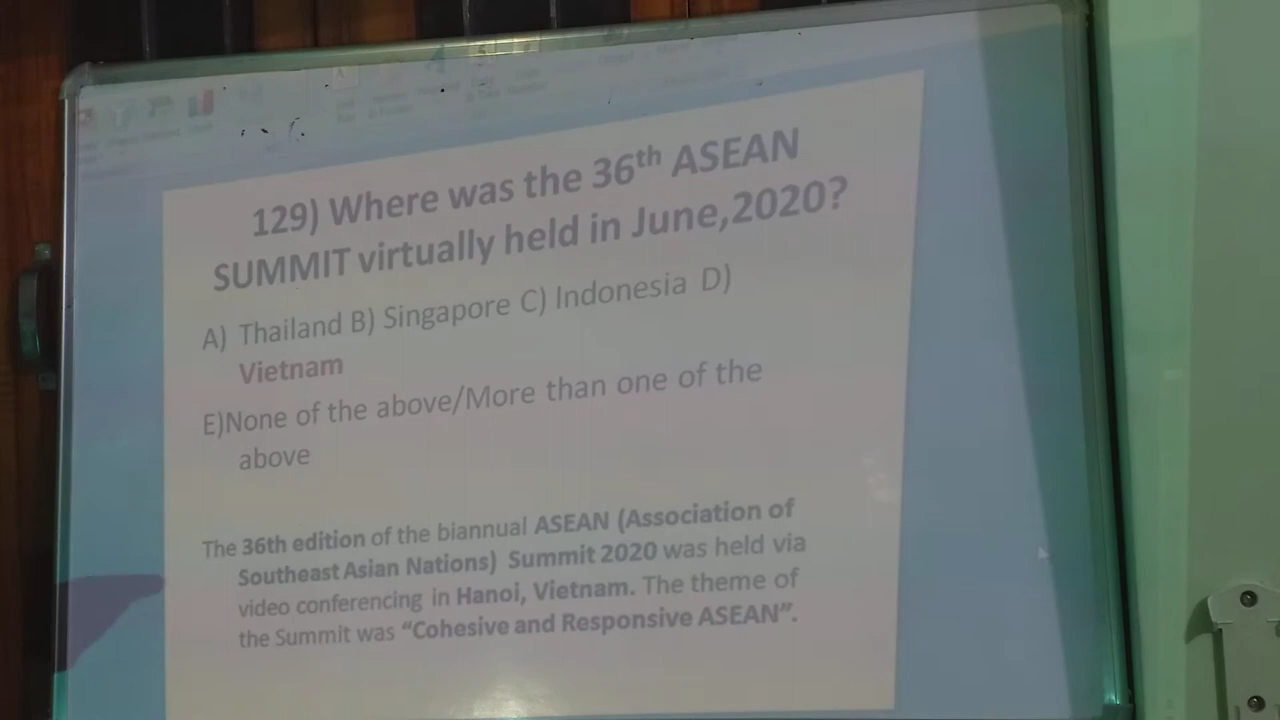 129) Where was the 36th ASEAN
SUMMIT virtually held in June,2020?
A) Thailand B) Singapore C) Indonesia D)
Vietnam
E)None of the above/More than one of the
above
The 36th edition of the biannual ASEAN (Association of
Southeast Asian Nations) Summit 2020 was held via
video conferencing in Hanoi, Vietnam. The theme of
the Summit was “Cohesive and Responsive ASEAN”.